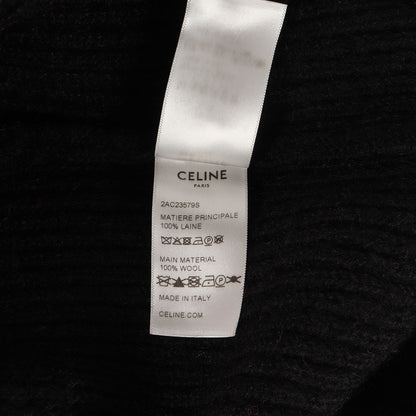 CELINE
PARIS
2AC23579S
MATIERE PRINCIPALE
100% LAINE
MAIN MATERIAL
100% WOOL
MADE IN ITALY
CELINE.COM